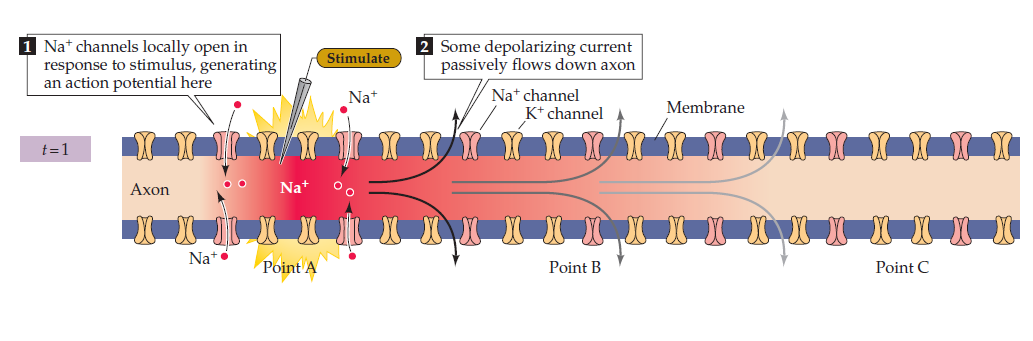 1 Na⁺ channels locally open in
response to stimulus, generating
an action potential here
Stimulate
2 Some depolarizing current
passively flows down axon
Na⁺
Na⁺ channel
K⁺ channel
Membrane
t=1
Axon
Na⁺
Na⁺
Point A
Point B
Point C